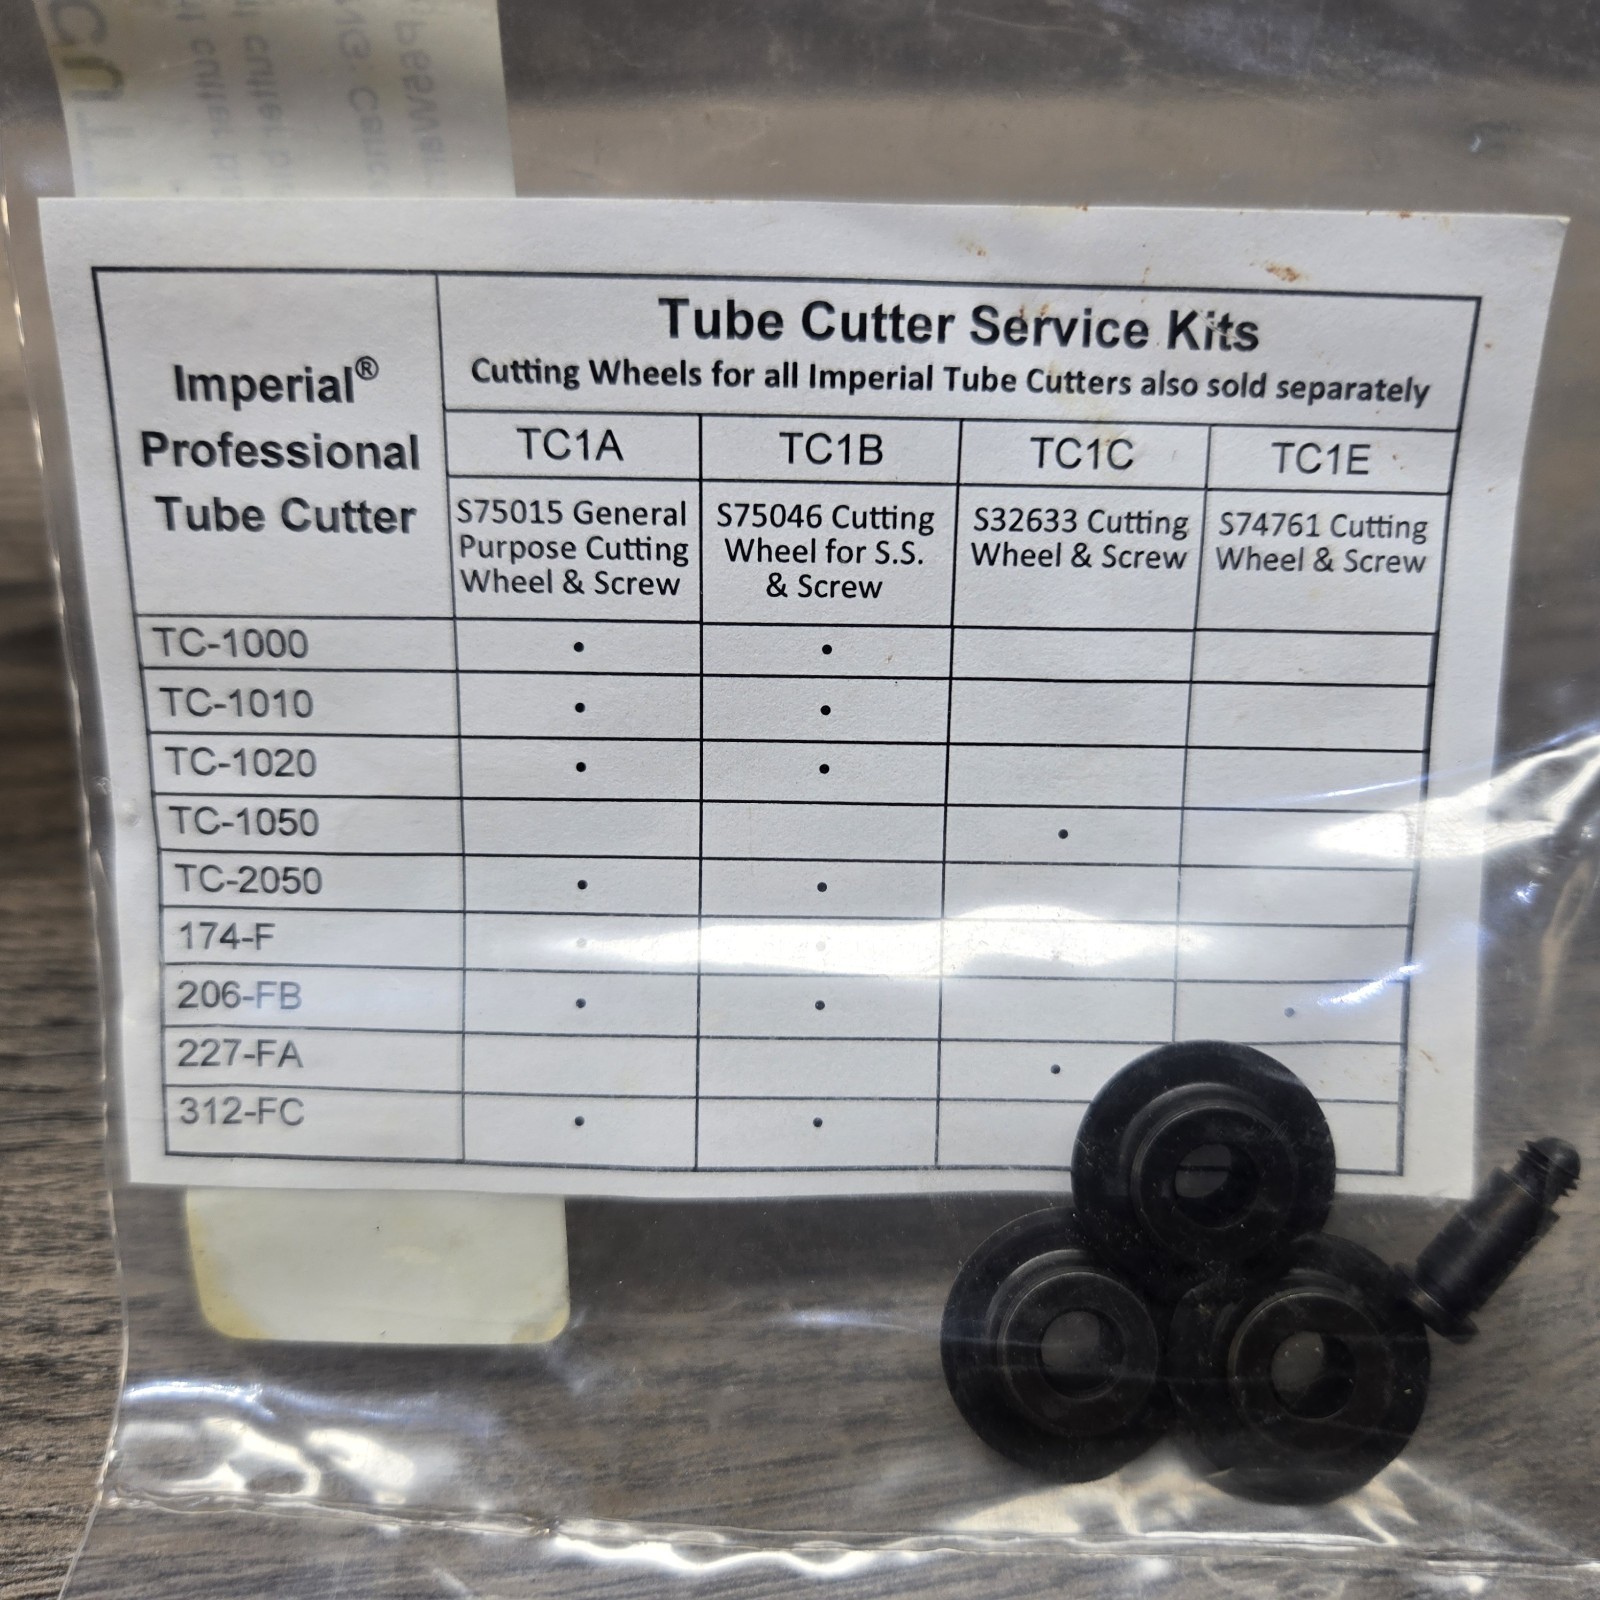 Imperial®
Professional
Tube Cutter
Tube Cutter Service Kits
Cutting Wheels for all Imperial Tube Cutters also sold separately
TC1A
TC1B
TC1C
TC1E
S75015 General
Purpose Cutting
Wheel & Screw
S75046 Cutting
Wheel for S.S.
& Screw
S32633 Cutting
Wheel & Screw
S74761 Cutting
Wheel & Screw
TC-1000 • •
TC-1010 • •
TC-1020 • •
TC-1050 •
TC-2050 • •
174-F • •
206-FB • • •
227-FA •
312-FC • •